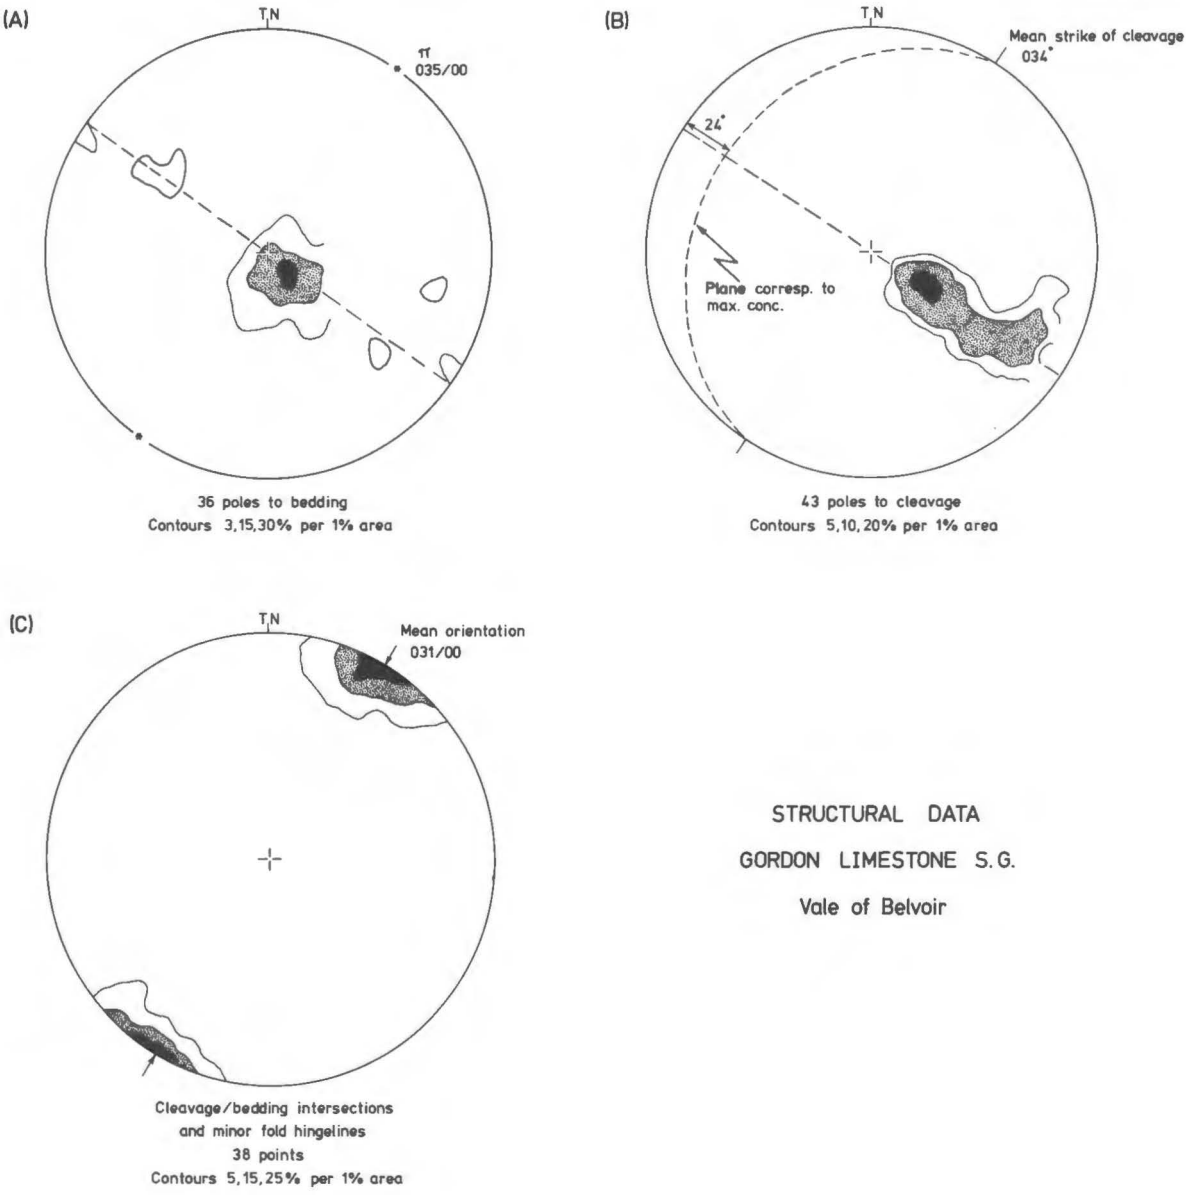 (A)
T.N
π
035/00
36 poles to bedding
Contours 3,15,30% per 1% area
(B)
T.N
Mean strike of cleavage
034°
24°
Plane corresp. to
max. conc.
43 poles to cleavage
Contours 5,10,20% per 1% area
(C)
T.N
Mean orientation
031/00
Cleavage/bedding intersections
and minor fold hingelines
38 points
Contours 5,15,25% per 1% area
STRUCTURAL DATA
GORDON LIMESTONE S.G.
Vale of Belvoir